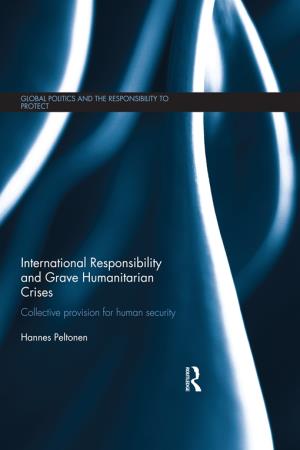 GLOBAL POLITICS AND THE RESPONSIBILITY TO
PROTECT
International Responsibility
and Grave Humanitarian
Crises
Collective provision for human security
Hannes Peltonen
ROUTLEDGE